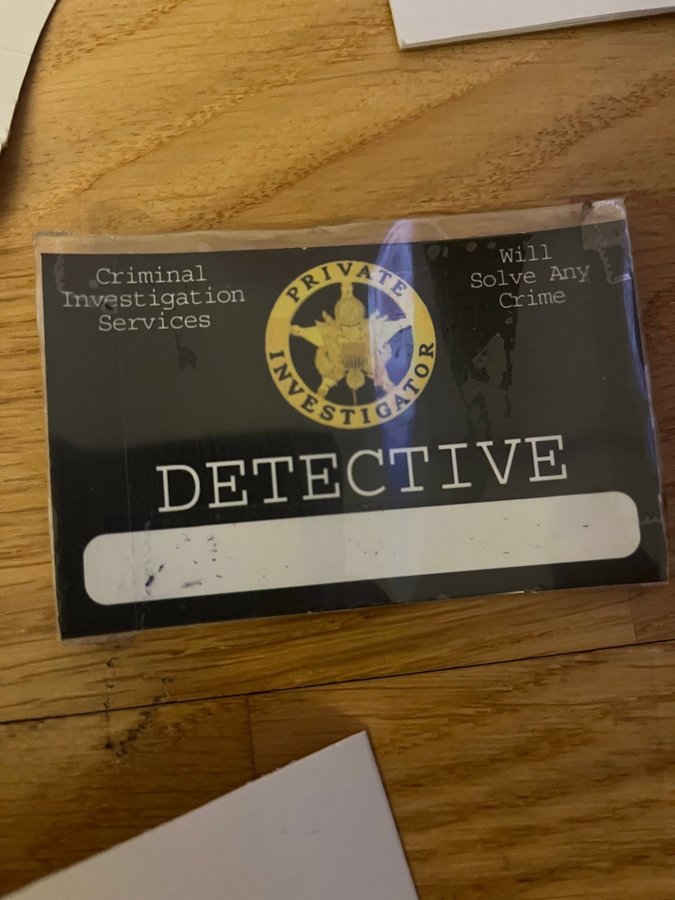 Criminal
Investigation
Services
PRIVATE
INVESTIGATOR
Will
Solve Any
Crime
DETECTIVE